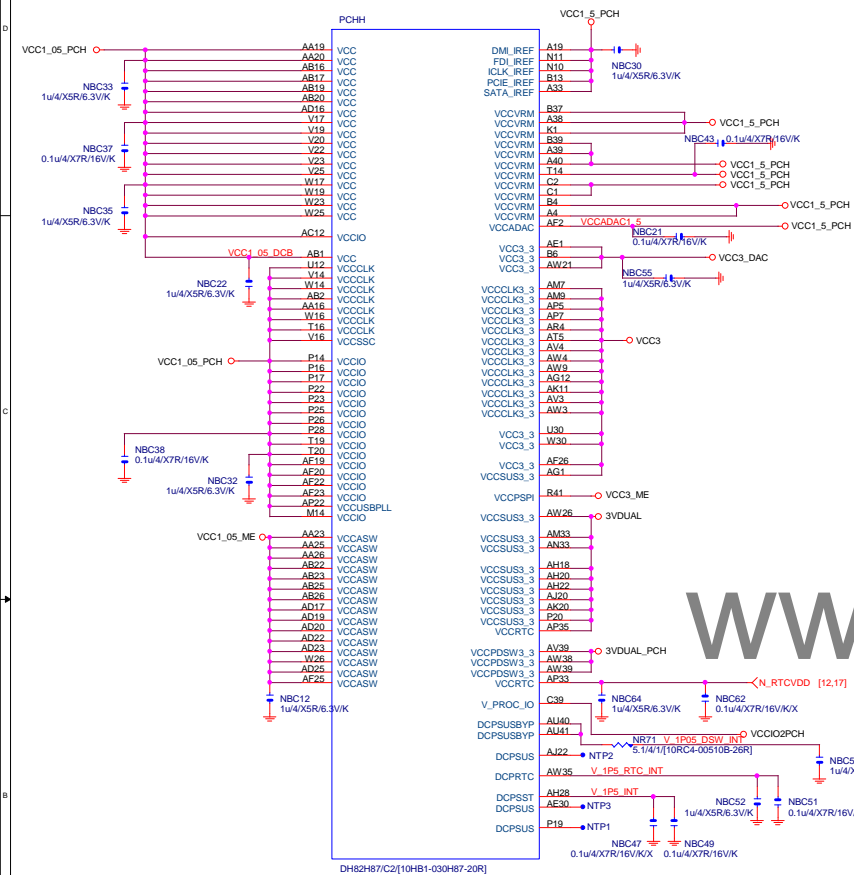 VCC1_5_PCH
D
PCHH
VCC1_05_PCH
AA19 VCC
AA20 VCC
AB16 VCC
AB17 VCC
AB19 VCC
AB20 VCC
AD16 VCC
V17 VCC
V19 VCC
V20 VCC
V22 VCC
V23 VCC
V25 VCC
W17 VCC
W19 VCC
W23 VCC
W25 VCC
AC12 VCCIO
VCC1_05_DCB AB1 VCC
U12 VCCCLK
V14 VCCCLK
W14 VCCCLK
AB2 VCCCLK
AA16 VCCCLK
W16 VCCCLK
T16 VCCCLK
V16 VCCSSC
VCC1_05_PCH
P14 VCCIO
P16 VCCIO
P17 VCCIO
P22 VCCIO
P23 VCCIO
P25 VCCIO
P26 VCCIO
P28 VCCIO
T19 VCCIO
T20 VCCIO
AF19 VCCIO
AF20 VCCIO
AF22 VCCIO
AF23 VCCIO
AP22 VCCUSBPLL
M14 VCCIO
VCC1_05_ME
AA23 VCCASW
AA25 VCCASW
AA26 VCCASW
AB22 VCCASW
AB23 VCCASW
AB25 VCCASW
AB26 VCCASW
AD17 VCCASW
AD19 VCCASW
AD20 VCCASW
AD22 VCCASW
AD23 VCCASW
W26 VCCASW
AD25 VCCASW
AF25 VCCASW
NBC33
1u/4/X5R/6.3V/K
NBC37
0.1u/4/X7R/16V/K
NBC35
1u/4/X5R/6.3V/K
NBC22
1u/4/X5R/6.3V/K
C
NBC38
0.1u/4/X7R/16V/K
NBC32
1u/4/X5R/6.3V/K
NBC12
1u/4/X5R/6.3V/K
B
DMI_IREF A19
FDI_IREF N11
ICLK_IREF N10
PCIE_IREF B13
SATA_IREF A33
NBC30
1u/4/X5R/6.3V/K
VCCVRM B37
VCCVRM A38
VCCVRM K1
VCCVRM B39
VCCVRM A39
VCCVRM A40
VCCVRM T14
VCCVRM C2
VCCVRM C1
VCCVRM B4
VCCVRM A4
VCCADAC AF2 VCCADAC1_5
VCC1_5_PCH
NBC43 0.1u/4/X7R/16V/K
VCC1_5_PCH
VCC1_5_PCH
VCC1_5_PCH
VCC1_5_PCH
VCC1_5_PCH
NBC21
0.1u/4/X7R/16V/K
VCC3_3 AE1
VCC3_3 B6
VCC3_3 AW21
VCC3_DAC
NBC55
1u/4/X5R/6.3V/K
VCCCLK3_3 AM7
VCCCLK3_3 AM9
VCCCLK3_3 AP5
VCCCLK3_3 AP7
VCCCLK3_3 AR4
VCCCLK3_3 AT5
VCCCLK3_3 AV4
VCCCLK3_3 AW4
VCCCLK3_3 AW9
VCCCLK3_3 AG12
VCCCLK3_3 AK11
VCCCLK3_3 AV3
VCCCLK3_3 AW3
VCC3
VCC3_3 U30
VCC3_3 W30
VCC3_3 AF26
VCCSUS3_3 AG1
VCCPSPI R41 VCC3_ME
VCCSUS3_3 AW26 3VDUAL
VCCSUS3_3 AM33
VCCSUS3_3 AN33
VCCSUS3_3 AH18
VCCSUS3_3 AH20
VCCSUS3_3 AH22
VCCSUS3_3 AJ20
VCCSUS3_3 AK20
VCCSUS3_3 P20
VCCRTC AP35
VCCPDSW3_3 AV39 3VDUAL_PCH
VCCPDSW3_3 AW38
VCCPDSW3_3 AW39
VCCRTC AP33 N_RTCVDD [12,17]
NBC64
1u/4/X5R/6.3V/K
NBC62
0.1u/4/X7R/16V/K/X
V_PROC_IO C39
VCCIO2PCH
DCPSUSBYP AU40
DCPSUSBYP AU41
NR71 V_1P05_DSW_INT
5.1/4/1/[10RC4-00510B-26R]
NBC5
1u/4/X
DCPSUS AJ22 NTP2
DCPRTC AW35 V_1P5_RTC_INT
DCPSST AH28 V_1P5_INT
DCPSUS AE30 NTP3
DCPSUS P19 NTP1
NBC52
1u/4/X5R/6.3V/K
NBC51
0.1u/4/X7R/16V/
NBC47
0.1u/4/X7R/16V/K/X
NBC49
0.1u/4/X7R/16V/K
DH82H87/C2/[10HB1-030H87-20R]
ww